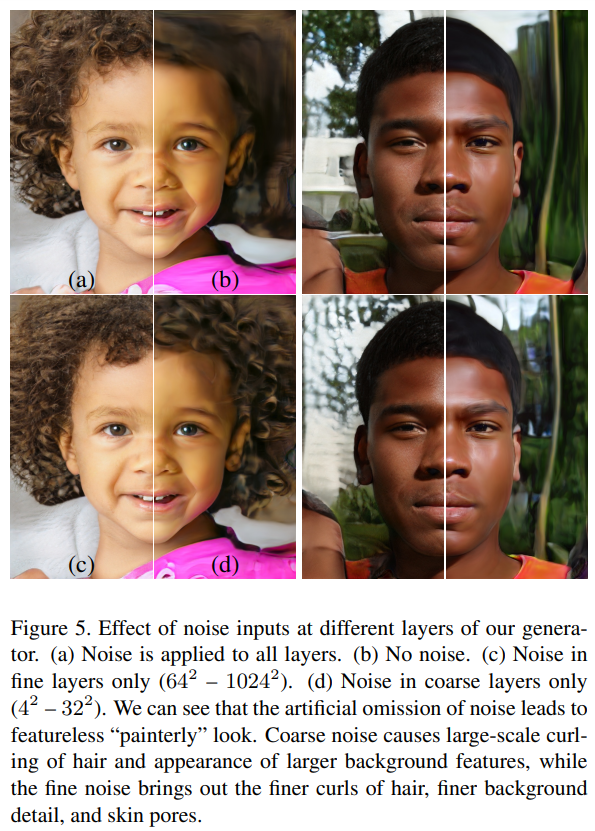 (a) (b)
(c) (d)
Figure 5. Effect of noise inputs at different layers of our genera-
tor. (a) Noise is applied to all layers. (b) No noise. (c) Noise in
fine layers only (64² – 1024²). (d) Noise in coarse layers only
(4² – 32²). We can see that the artificial omission of noise leads to
featureless “painterly” look. Coarse noise causes large-scale curl-
ing of hair and appearance of larger background features, while
the fine noise brings out the finer curls of hair, finer background
detail, and skin pores.